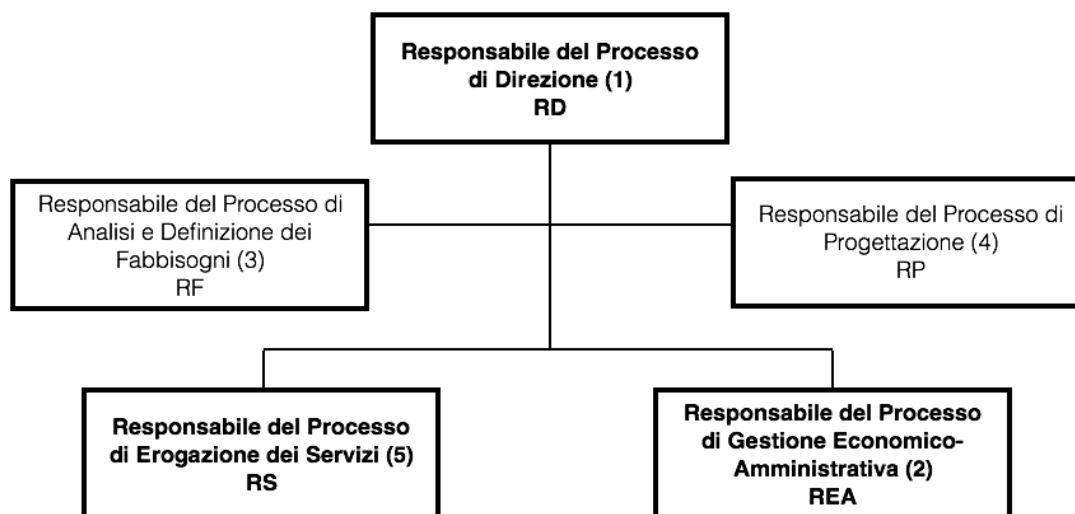 Responsabile del Processo
di Direzione (1)
RD
Responsabile del Processo di
Analisi e Definizione dei
Fabbisogni (3)
RF
Responsabile del Processo di
Progettazione (4)
RP
Responsabile del Processo
di Erogazione dei Servizi (5)
RS
Responsabile del Processo
di Gestione Economico-
Amministrativa (2)
REA